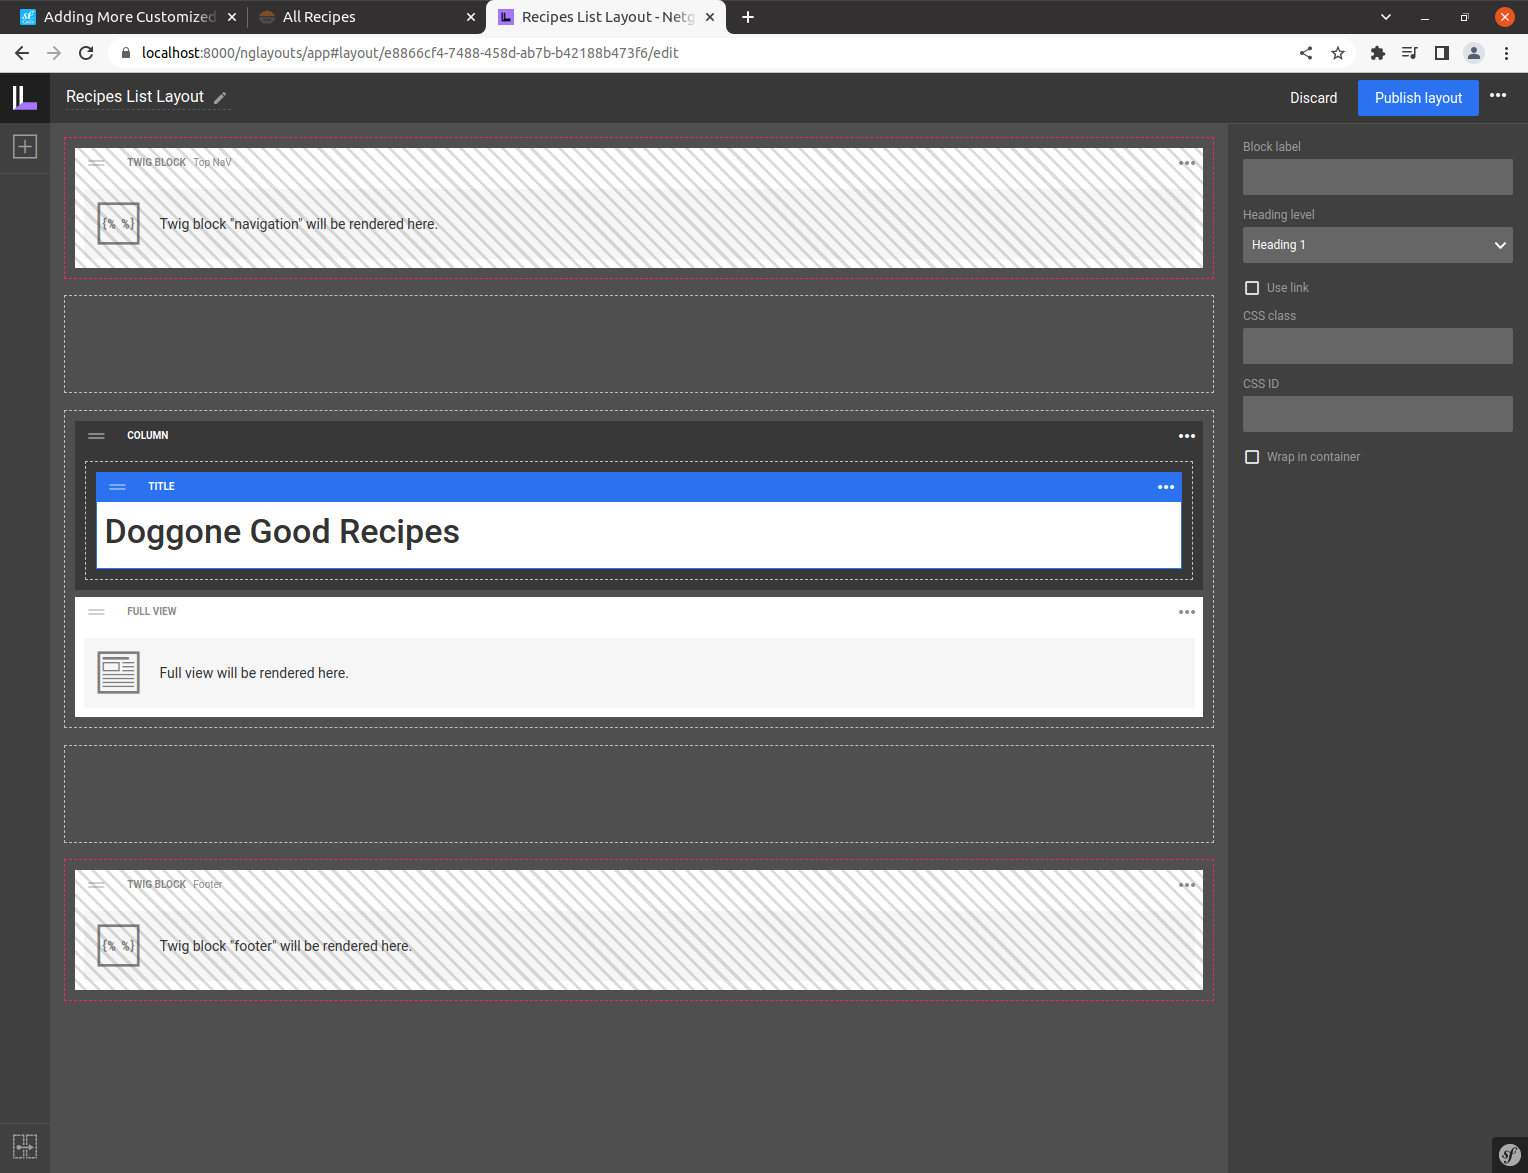 Adding More Customized
All Recipes
Recipes List Layout - Netg
localhost:8000/nglayouts/app#layout/e8866cf4-7488-458d-ab7b-b42188b473f6/edit
Recipes List Layout
Discard
Publish layout
TWIG BLOCK Top NaV
{% %}
Twig block "navigation" will be rendered here.
COLUMN
TITLE
Doggone Good Recipes
FULL VIEW
Full view will be rendered here.
TWIG BLOCK Footer
{% %}
Twig block "footer" will be rendered here.
Block label
Heading level
Heading 1
Use link
CSS class
CSS ID
Wrap in container
sf